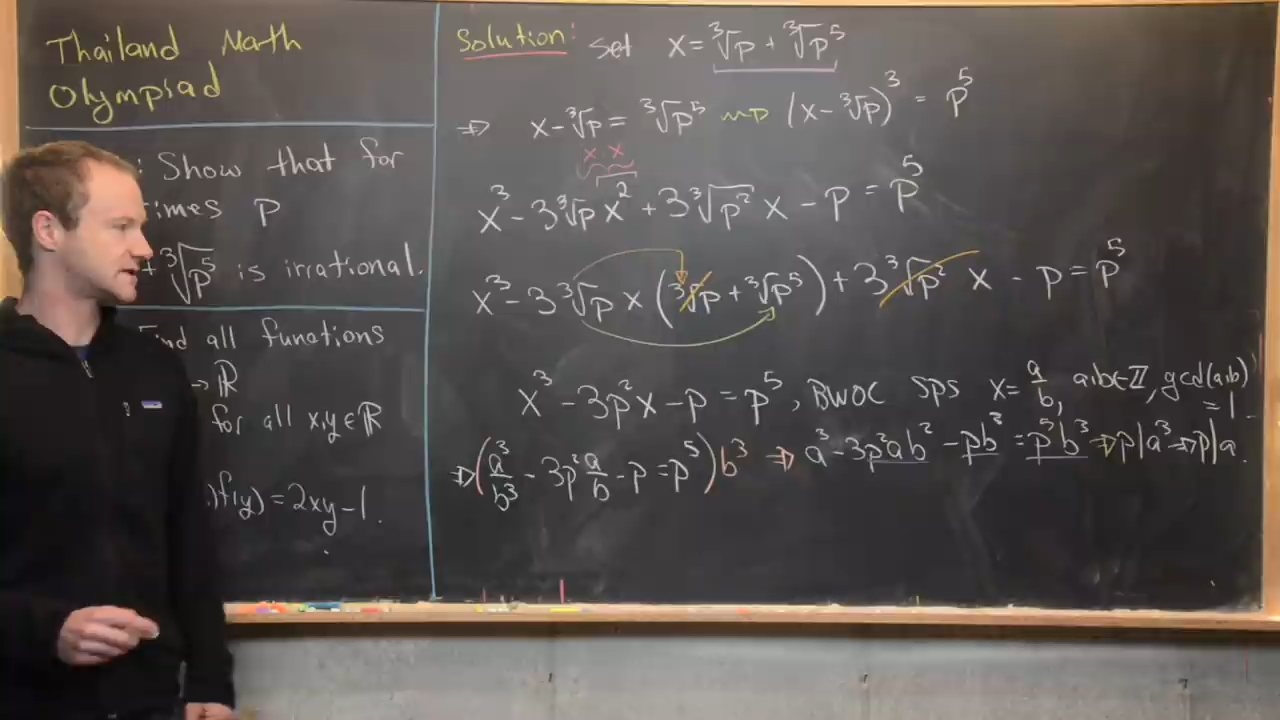 Thailand Math
Olympiad
: Show that for
imes p
+ ∛p⁵ is irrational.
ind all functions
→ ℝ
for all x,y∈ℝ
.)f(y) = 2xy-1.
Solution: Set x = ∛p + ∛p⁵
⇒ x - ∛p = ∛p⁵ ⇝ (x - ∛p)³ = p⁵
x·x
x³ - 3∛p x² + 3∛p² x - p = p⁵
x³ - 3∛p x (∛p + ∛p⁵) + 3∛p² x - p = p⁵
x³ - 3p²x - p = p⁵, BWOC sps x = a/b, a,b∈ℤ, gcd(a,b) = 1.
⇒ (a³/b³ - 3p² a/b - p = p⁵) b³ ⇒ a³ - 3p²ab² - pb³ = p⁵b³ ⇒ p|a³ ⇒ p|a.